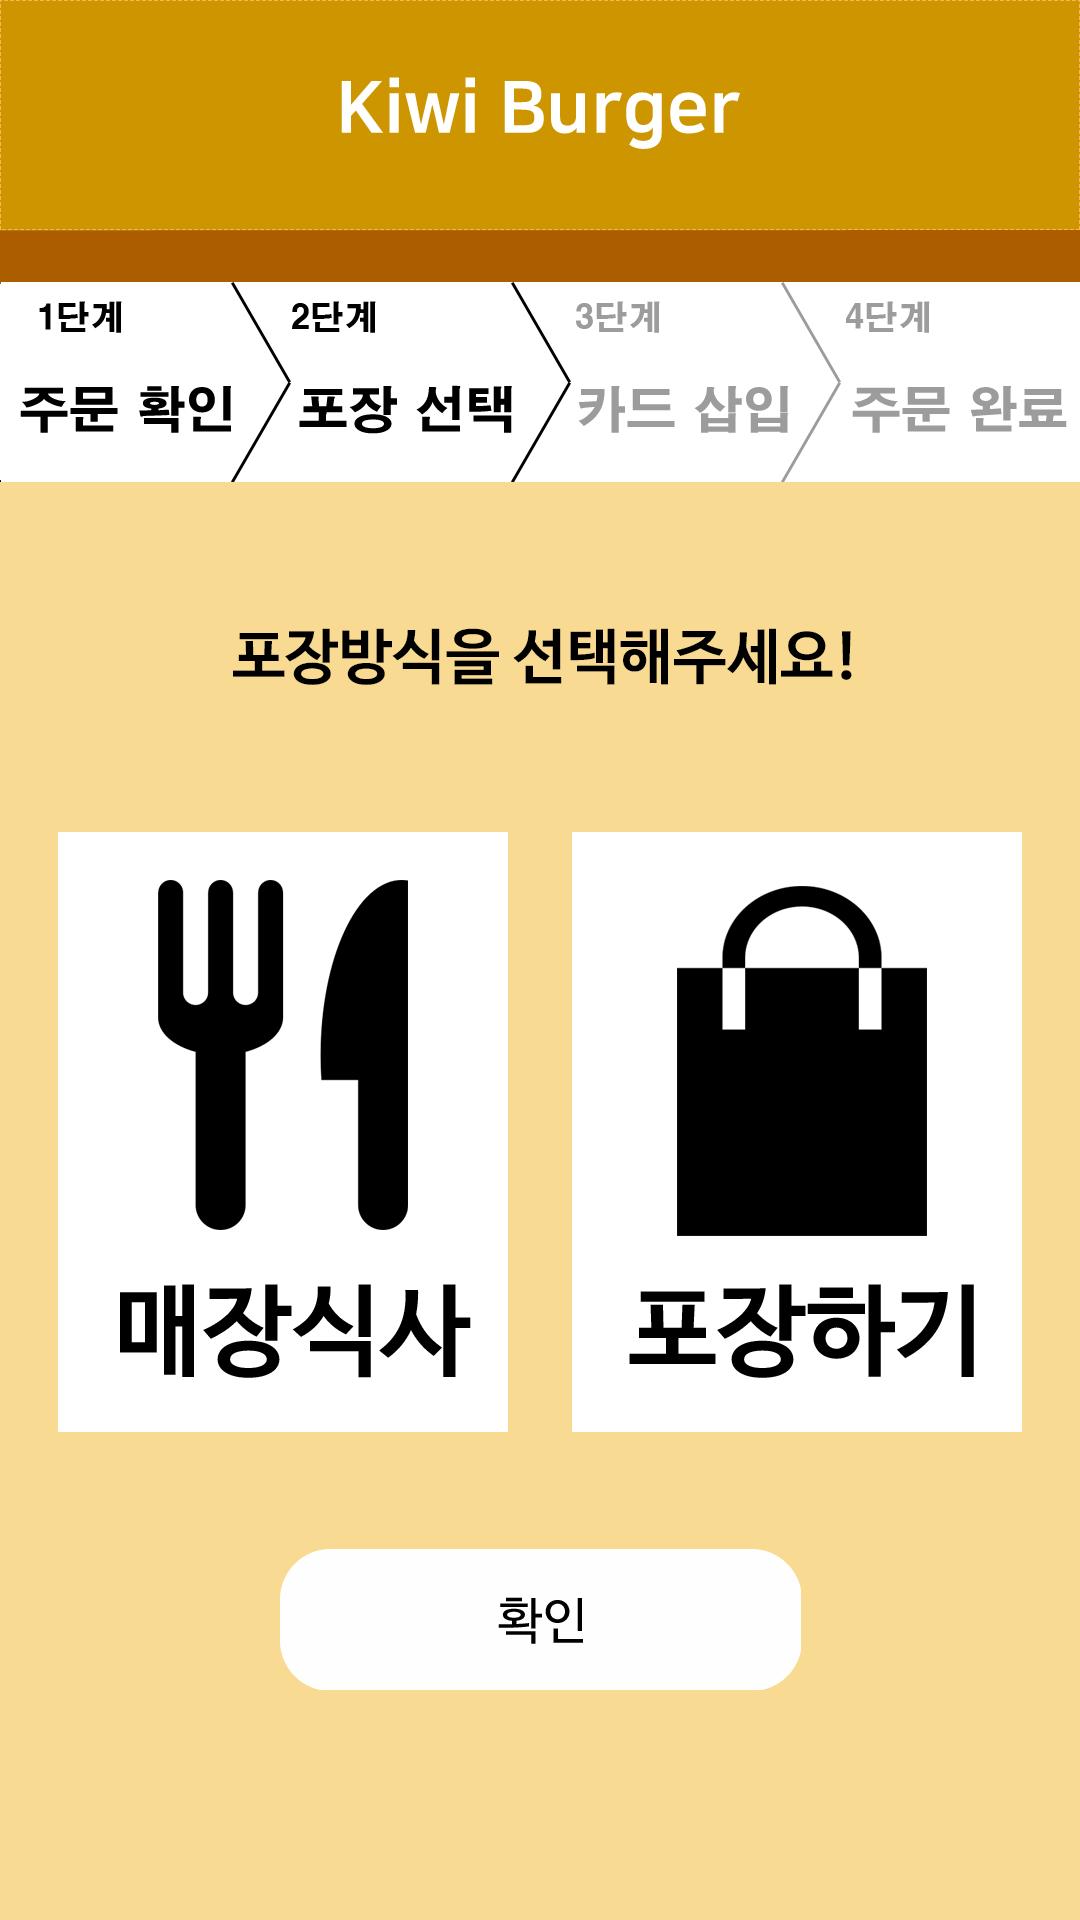 Kiwi Burger
1단계 2단계 3단계 4단계
주문 확인 포장 선택 카드 삽입 주문 완료
포장방식을 선택해주세요!
매장식사 포장하기
확인